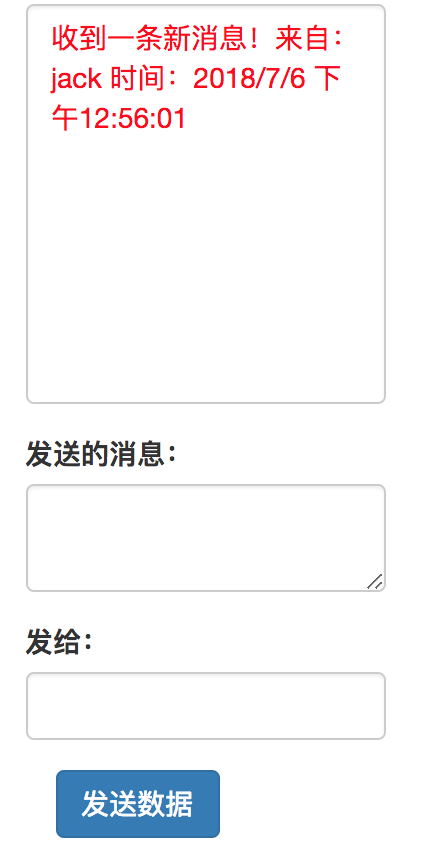 收到一条新消息！来自：
jack 时间：2018/7/6 下
午12:56:01
发送的消息：
发给：
发送数据